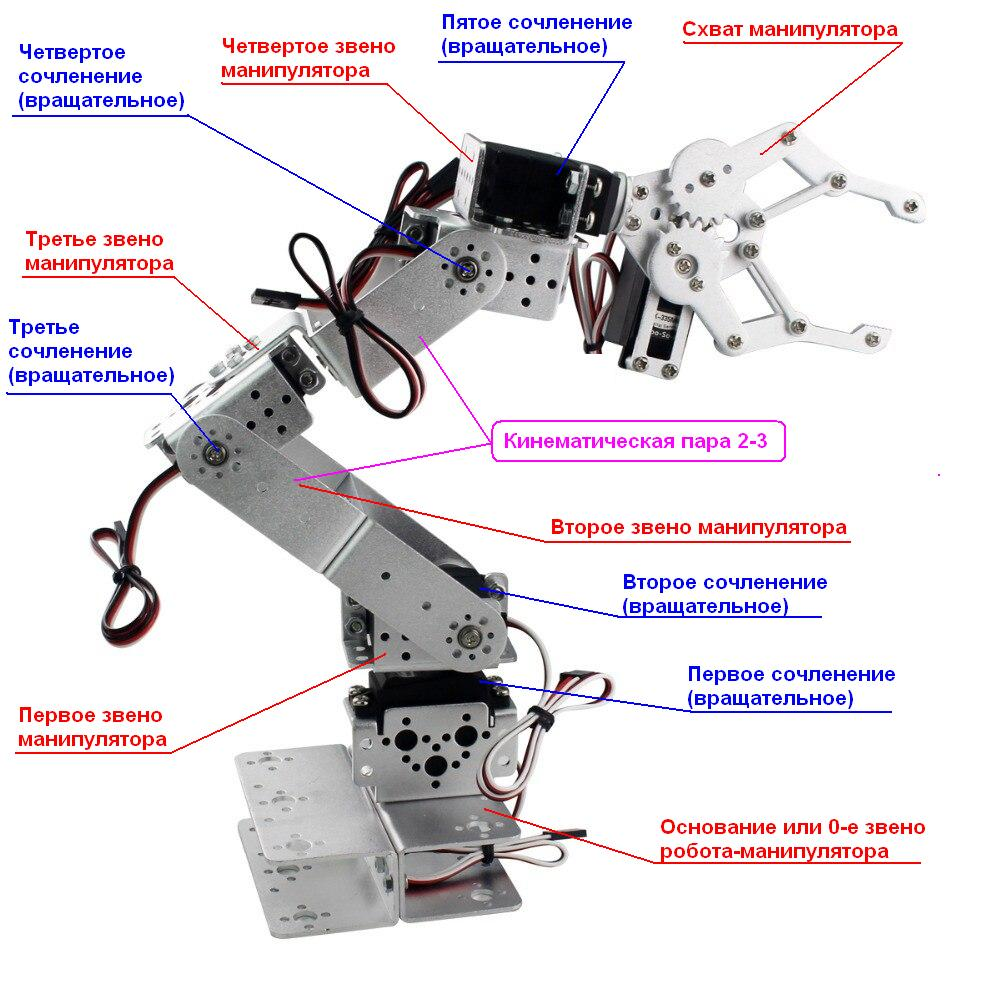 Пятое сочленение
(вращательное)
Схват манипулятора
Четвертое звено
манипулятора
Четвертое
сочленение
(вращательное)
Третье звено
манипулятора
Третье
сочленение
(вращательное)
Кинематическая пара 2-3
Второе звено манипулятора
Второе сочленение
(вращательное)
Первое сочленение
(вращательное)
Первое звено
манипулятора
Основание или 0-е звено
робота-манипулятора